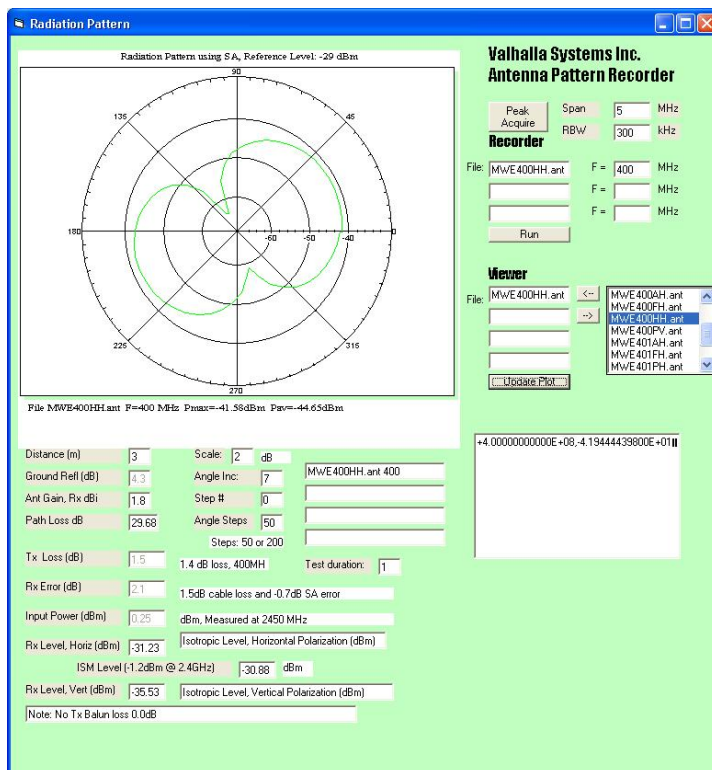 Radiation Pattern
Radiation Pattern using SA, Reference Level: -29 dBm
90
135
45
180
-60
-50
-40
0
225
315
270
File MWE400HH.ant F=400 MHz Pmax=-41.58dBm Pav=-44.65dBm
Valhalla Systems Inc.
Antenna Pattern Recorder
Peak Acquire
Span 5 MHz
RBW 300 kHz
Recorder
File: MWE400HH.ant F = 400 MHz
F = MHz
F = MHz
Run
Viewer
File: MWE400HH.ant <--
-->
MWE400AH.ant
MWE400FH.ant
MWE400HH.ant
MWE400PV.ant
MWE401AH.ant
MWE401FH.ant
MWE401PH.ant
Update Plot
+4.00000000000E+08,-4.19444439800E+01
Distance (m) 3 Scale: 2 dB
Ground Refl (dB) 4.3 Angle Inc: 7 MWE400HH.ant 400
Ant Gain, Rx dBi 1.8 Step # 0
Path Loss dB 29.68 Angle Steps 50
Steps: 50 or 200
Tx Loss (dB) 1.5 1.4 dB loss, 400MH Test duration: 1
Rx Error (dB) 2.1 1.5dB cable loss and -0.7dB SA error
Input Power (dBm) 0.25 dBm, Measured at 2450 MHz
Rx Level, Horiz (dBm) -31.23 Isotropic Level, Horizontal Polarization (dBm)
ISM Level (-1.2dBm @ 2.4GHz) -30.88 dBm
Rx Level, Vert (dBm) -35.53 Isotropic Level, Vertical Polarization (dBm)
Note: No Tx Balun loss 0.0dB